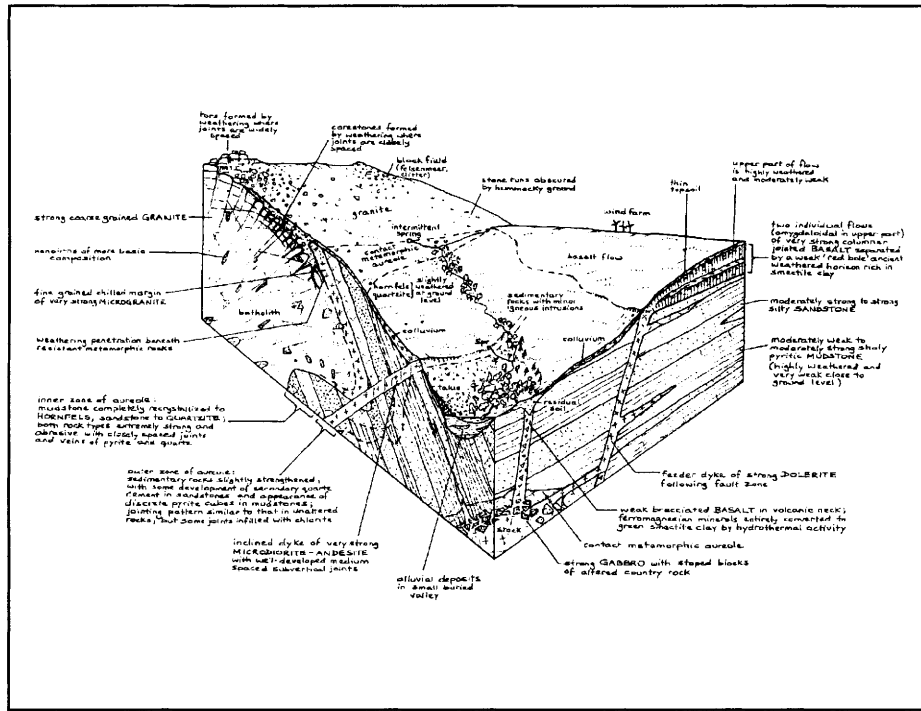 tors formed by
weathering where
joints are widely
spaced
corestones formed
by weathering where
joints are closely
spaced
block field
(felsenmeer,
clitter)
stone runs obscured
by hummocky ground
wind farm
thin
topsoil
upper part of flow
is highly weathered
and moderately weak
strong coarse grained GRANITE
granite
intermittent
spring
contact
metamorphic
aureole
basalt flow
two individual flows
(amygdaloidal in upper part)
of very strong columnar
jointed BASALT separated
by a weak 'red bole' ancient
weathered horizon rich in
smectite clay
xenoliths of more basic
composition
fine grained chilled margin
of very strong MICROGRANITE
hornfels
quartzite
slightly
weathered
at ground
level
sedimentary
rocks with minor
igneous intrusions
batholith
colluvium
colluvium
moderately strong to strong
silty SANDSTONE
weathering penetration beneath
resistant metamorphic rocks
Spr
talus
residual
soil
moderately weak to
moderately strong shaly
pyritic MUDSTONE
(highly weathered and
very weak close to
ground level)
inner zone of aureole:
mudstone completely recrystallized to
HORNFELS, sandstone to QUARTZITE;
both rock types extremely strong and
abrasive with closely spaced joints
and veins of pyrite and quartz
outer zone of aureole:
sedimentary rocks slightly strengthened,
with some development of secondary quartz
cement in sandstones and appearance of
discrete pyrite cubes in mudstones;
jointing pattern similar to that in unaltered
rocks, but some joints infilled with chlorite
feeder dyke of strong DOLERITE
following fault zone
weak brecciated BASALT in volcanic neck;
ferromagnesian minerals entirely converted to
green smectite clay by hydrothermal activity
stock
contact metamorphic aureole
inclined dyke of very strong
MICRODIORITE-ANDESITE
with well-developed medium
spaced subvertical joints
alluvial deposits
in small buried
valley
strong GABBRO with stoped blocks
of altered country rock